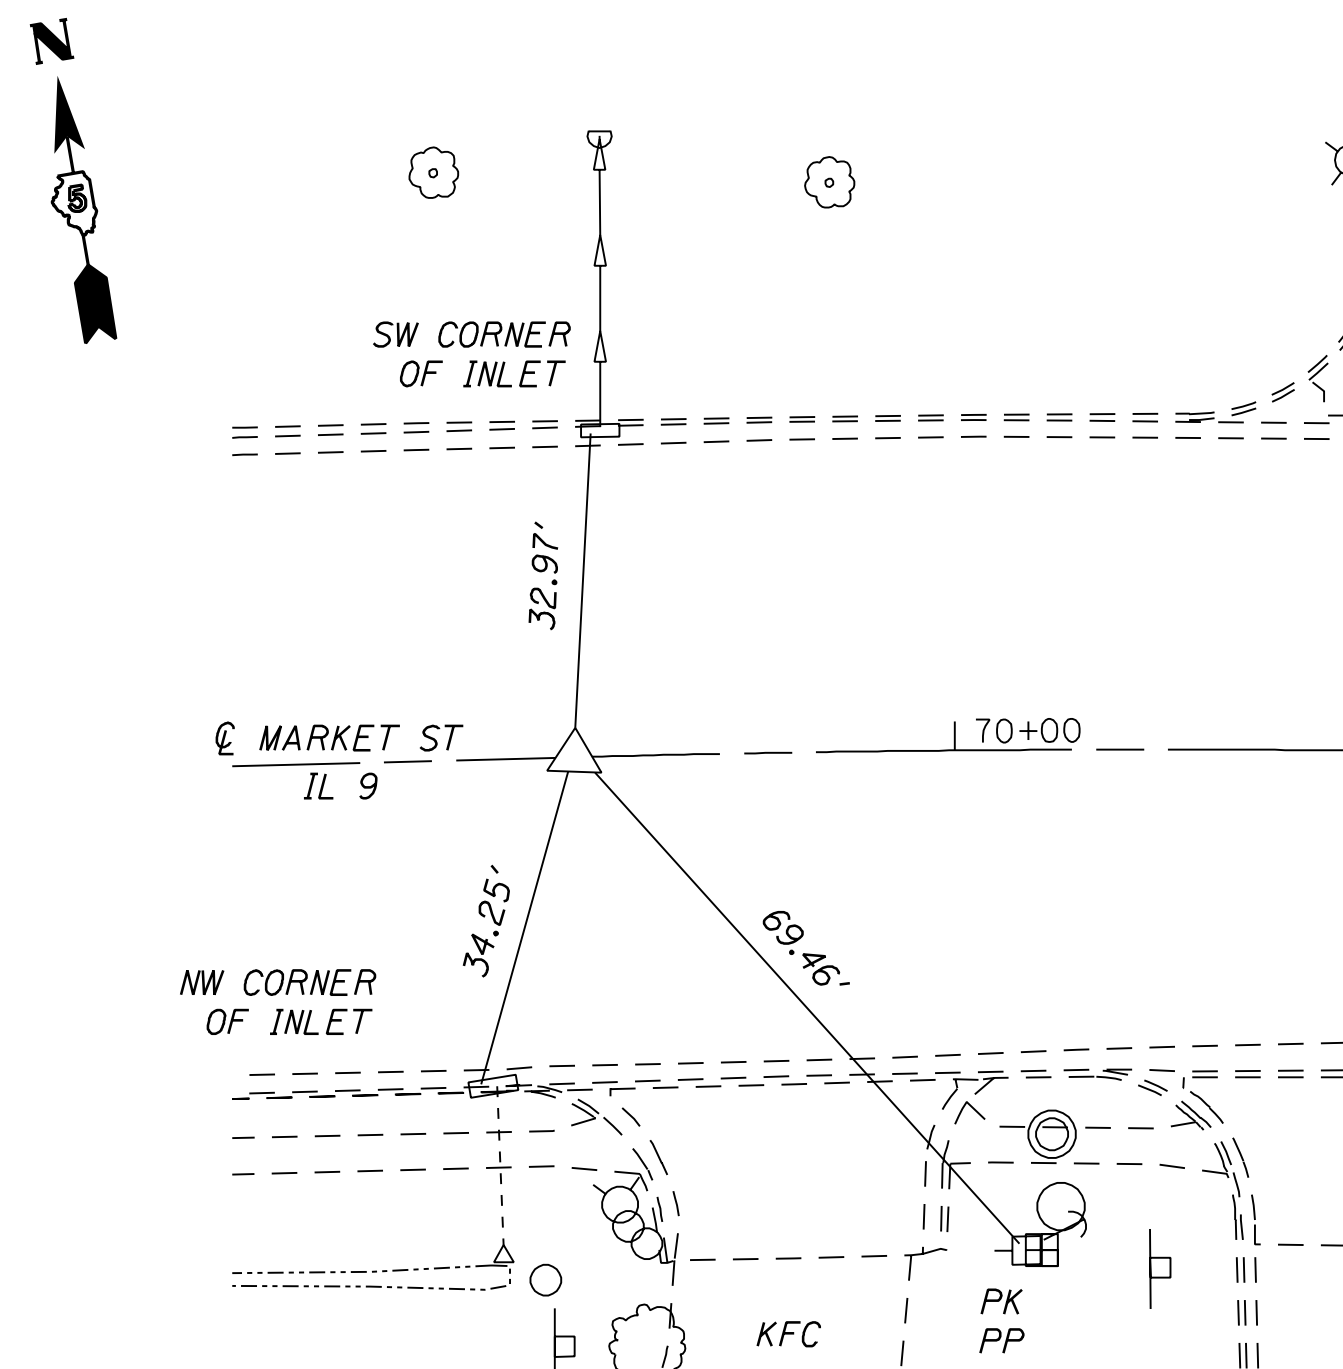 N
5
SW CORNER
OF INLET
32.97'
℄ MARKET ST
IL 9
70+00
34.25'
69.46'
NW CORNER
OF INLET
KFC
PK
PP